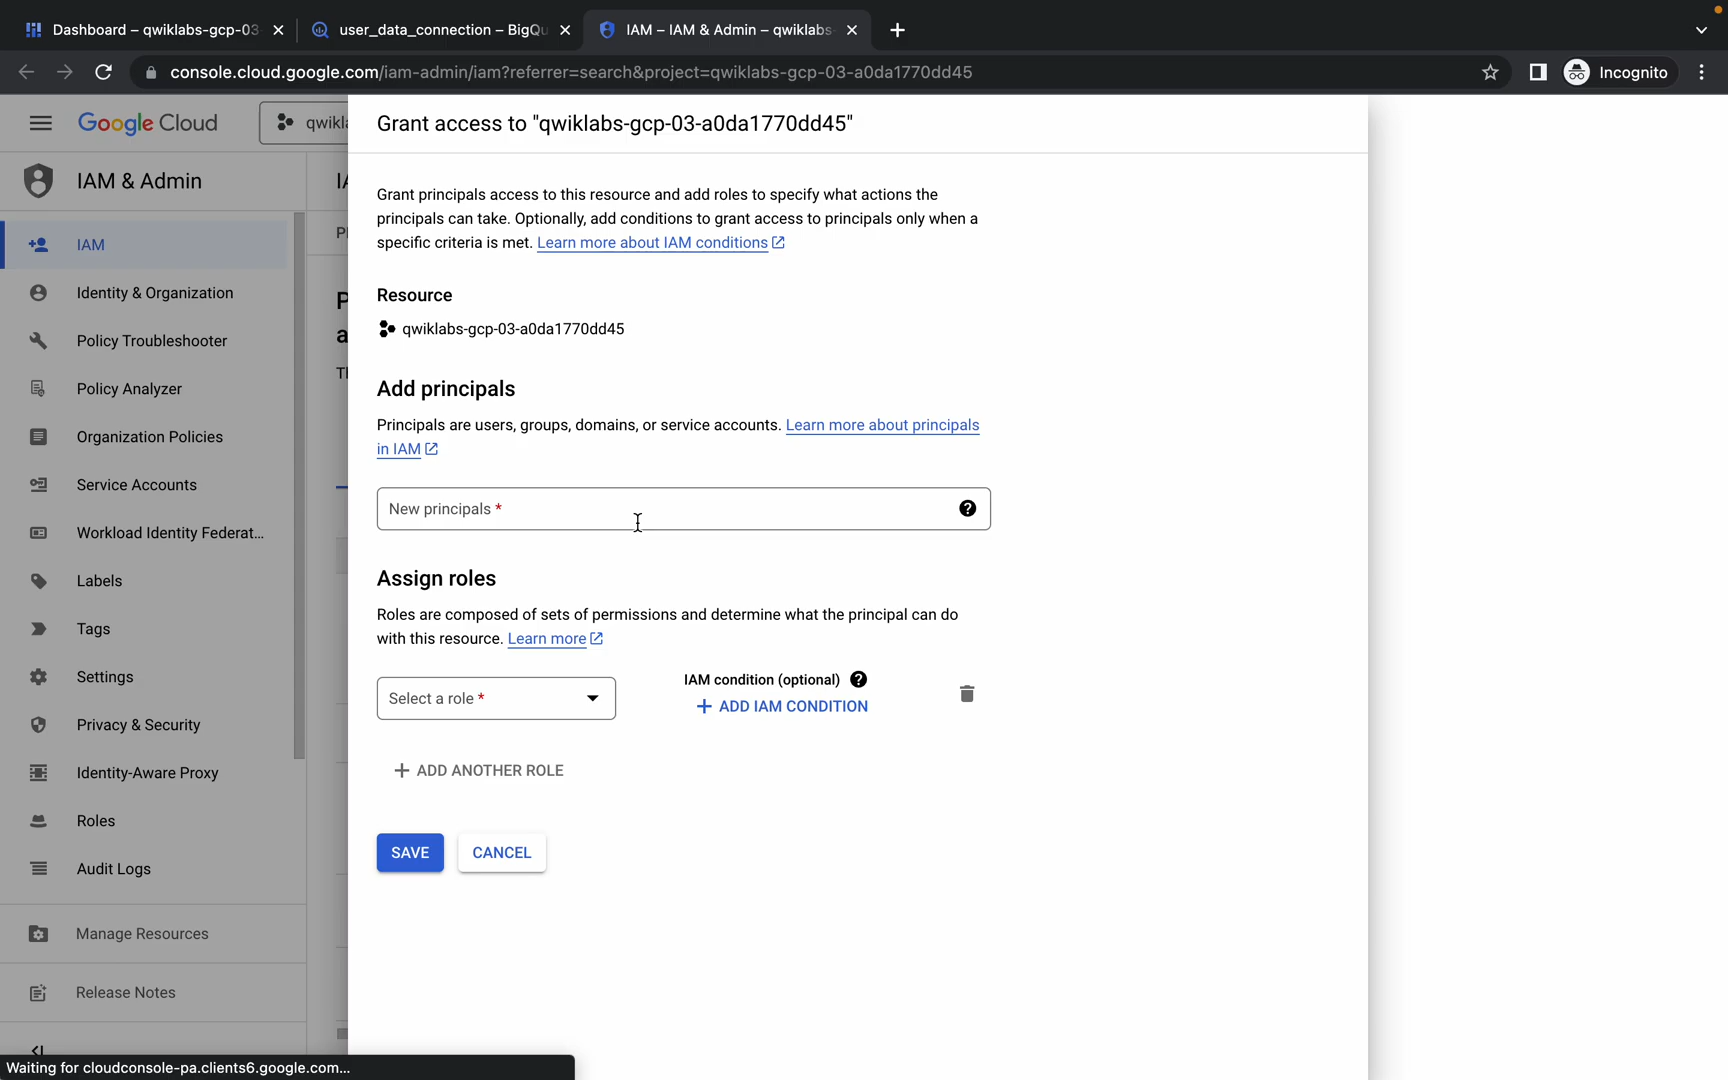 Dashboard – qwiklabs-gcp-03
user_data_connection – BigQu
IAM – IAM & Admin – qwiklabs-
console.cloud.google.com/iam-admin/iam?referrer=search&project=qwiklabs-gcp-03-a0da1770dd45
Incognito
Google Cloud
qwikla
Grant access to "qwiklabs-gcp-03-a0da1770dd45"
IAM & Admin
IAM
Identity & Organization
Policy Troubleshooter
Policy Analyzer
Organization Policies
Service Accounts
Workload Identity Federat...
Labels
Tags
Settings
Privacy & Security
Identity-Aware Proxy
Roles
Audit Logs
Manage Resources
Release Notes
Grant principals access to this resource and add roles to specify what actions the
principals can take. Optionally, add conditions to grant access to principals only when a
specific criteria is met. Learn more about IAM conditions
Resource
qwiklabs-gcp-03-a0da1770dd45
Add principals
Principals are users, groups, domains, or service accounts. Learn more about principals
in IAM
New principals *
Assign roles
Roles are composed of sets of permissions and determine what the principal can do
with this resource. Learn more
Select a role *
IAM condition (optional)
+ ADD IAM CONDITION
+ ADD ANOTHER ROLE
SAVE
CANCEL
Waiting for cloudconsole-pa.clients6.google.com...